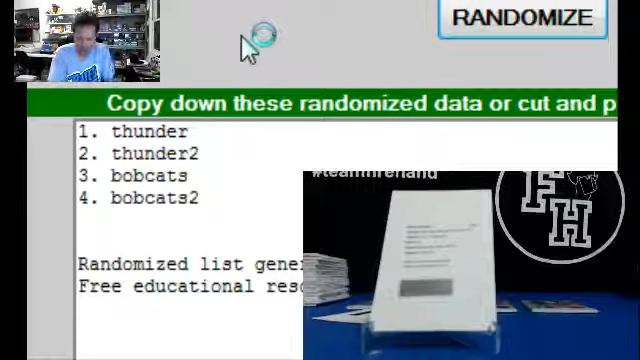 RANDOMIZE
Copy down these randomized data or cut and p
1. thunder
2. thunder2
3. bobcats
4. bobcats2
Randomized list gene
Free educational reso
#teamfirehand
FH